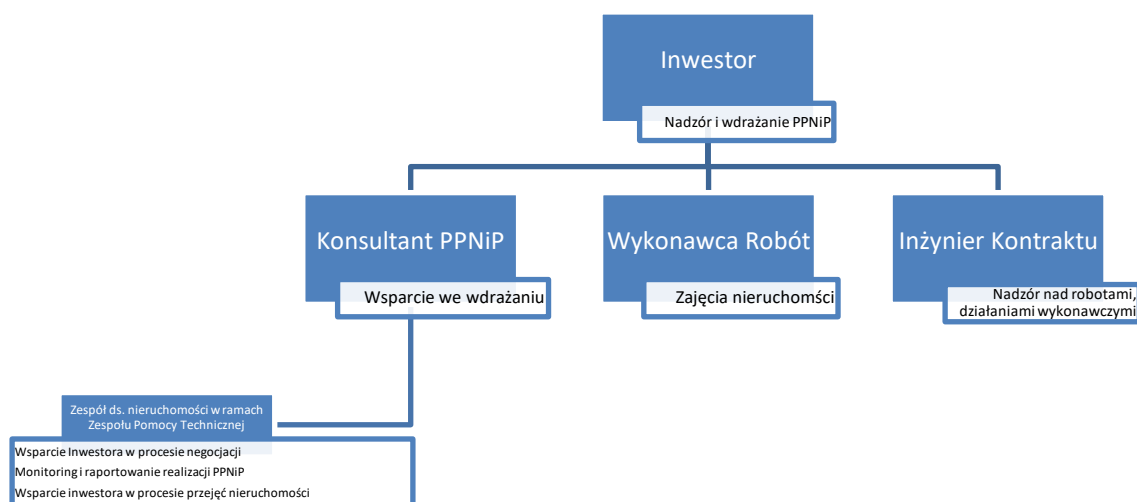 Inwestor
Nadzór i wdrażanie PPNiP
Konsultant PPNiP
Wsparcie we wdrażaniu
Wykonawca Robót
Zajęcia nieruchomści
Inżynier Kontraktu
Nadzór nad robotami,
działaniami wykonawczymi
Zespół ds. nieruchomości w ramach
Zespołu Pomocy Technicznej
Wsparcie Inwestora w procesie negocjacji
Monitoring i raportowanie realizacji PPNiP
Wsparcie inwestora w procesie przejęć nieruchomości